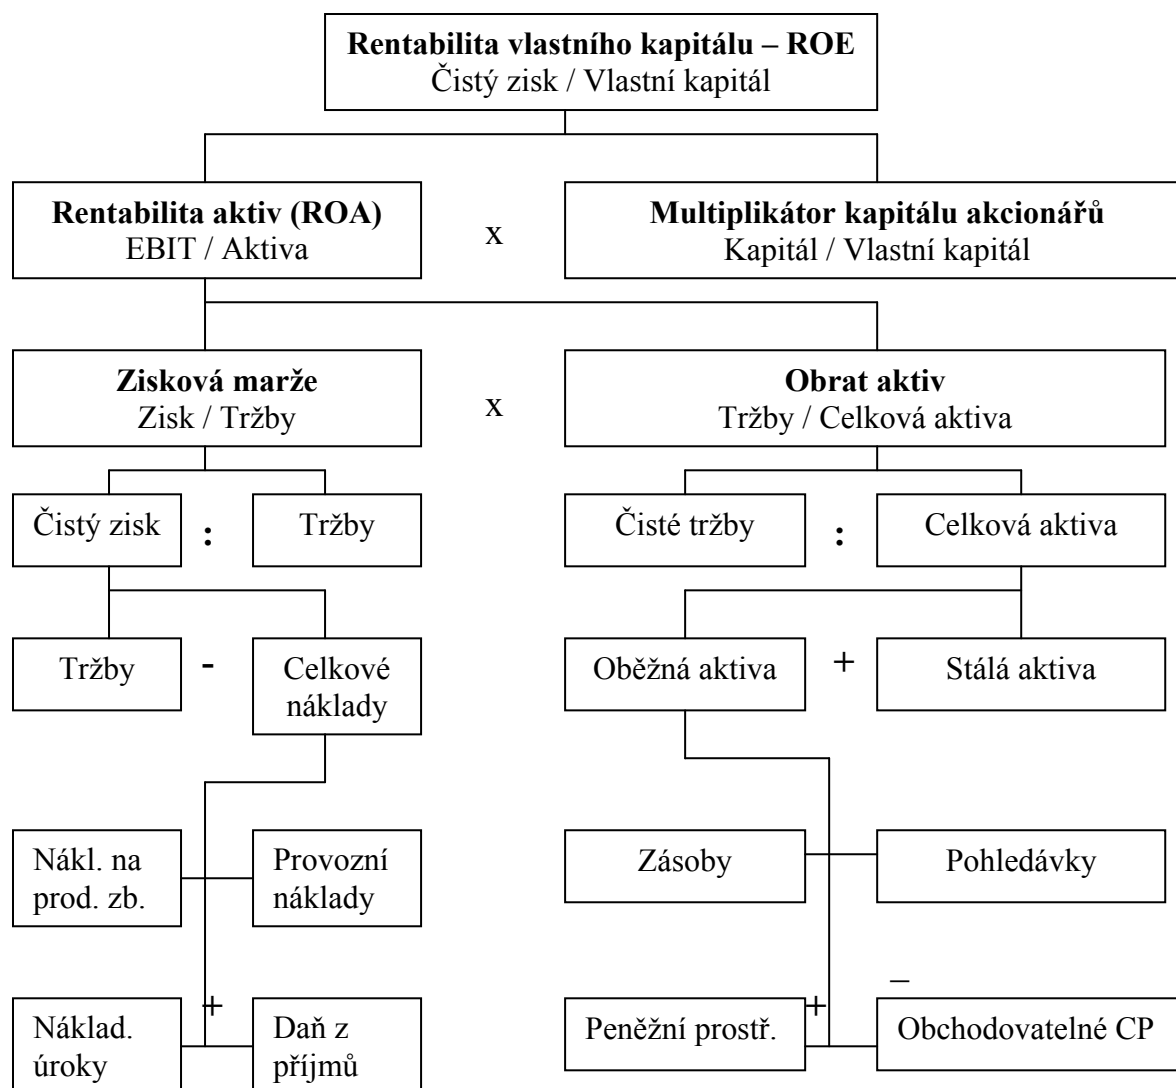 Rentabilita vlastního kapitálu – ROE
Čistý zisk / Vlastní kapitál
Rentabilita aktiv (ROA)
EBIT / Aktiva
x
Multiplikátor kapitálu akcionářů
Kapitál / Vlastní kapitál
Zisková marže
Zisk / Tržby
x
Obrat aktiv
Tržby / Celková aktiva
Čistý zisk
:
Tržby
Čisté tržby
:
Celková aktiva
Tržby
-
Celkové
náklady
Oběžná aktiva
+
Stálá aktiva
Nákl. na
prod. zb.
Provozní
náklady
Zásoby
Pohledávky
Náklad.
úroky
+
Daň z
příjmů
Peněžní prostř.
+
–
Obchodovatelné CP